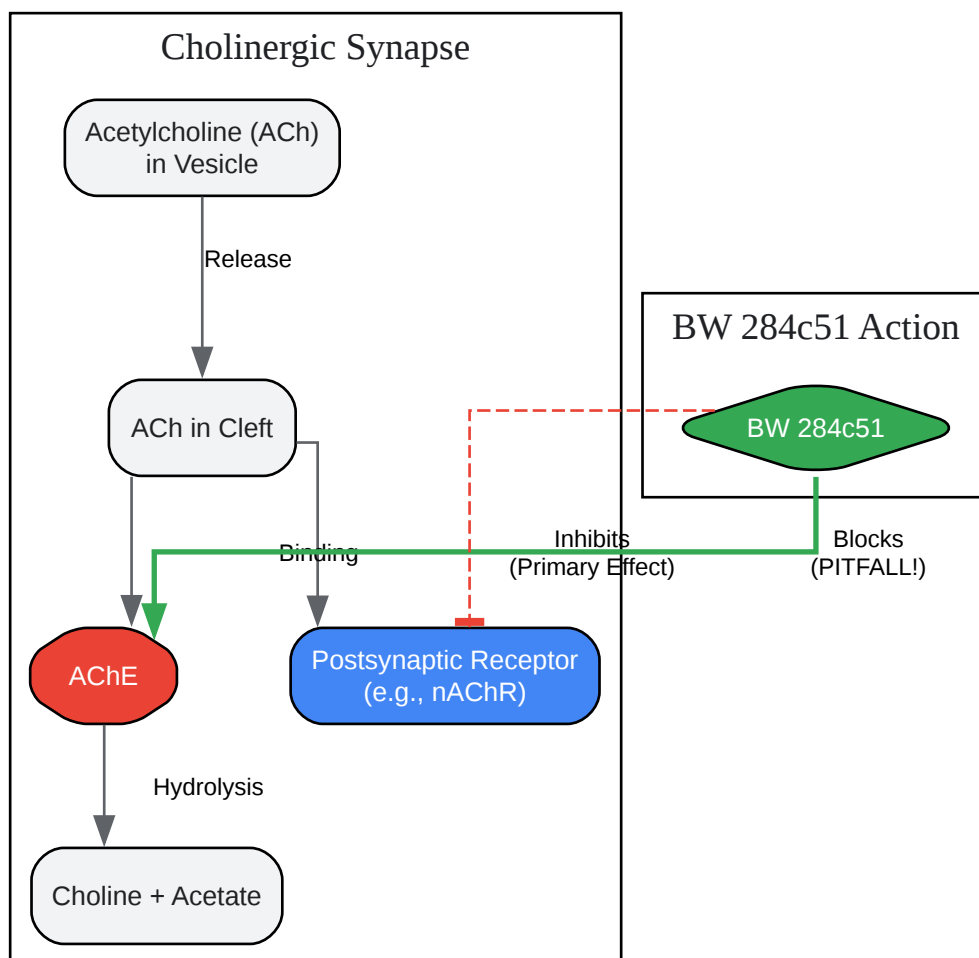 Cholinergic Synapse
Acetylcholine (ACh)
in Vesicle
Release
BW 284c51 Action
ACh in Cleft
BW 284c51
Binding
Inhibits
(Primary Effect)
Blocks
(PITFALL!)
AChE
Postsynaptic Receptor
(e.g., nAChR)
Hydrolysis
Choline + Acetate